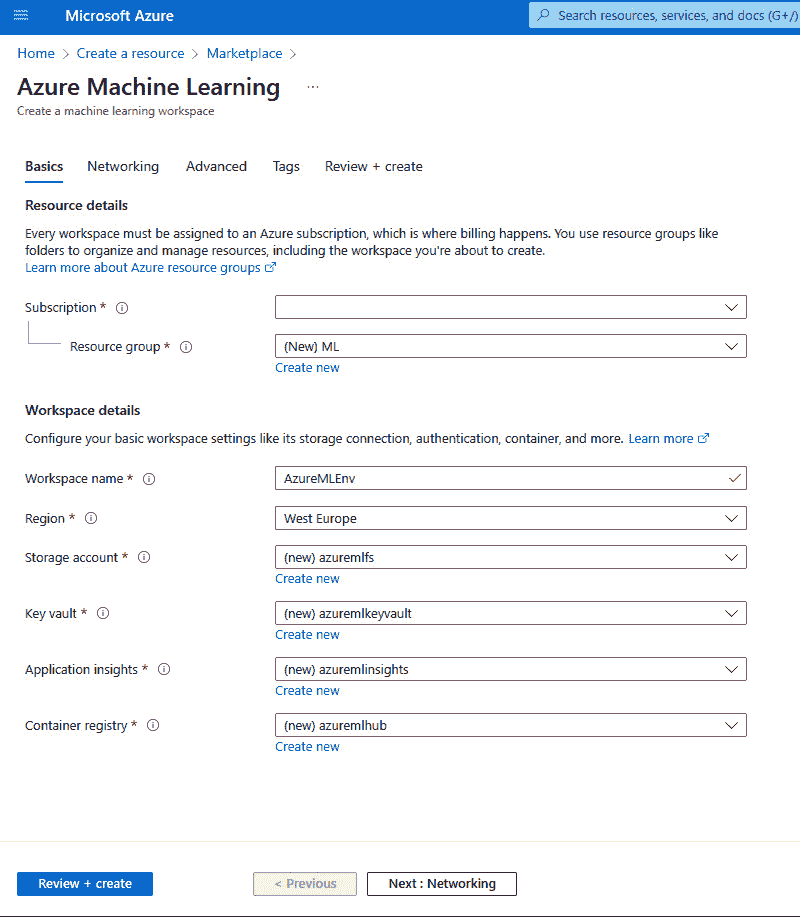 Microsoft Azure
Search resources, services, and docs (G+/)
Home > Create a resource > Marketplace >
Azure Machine Learning ...
Create a machine learning workspace
Basics Networking Advanced Tags Review + create
Resource details
Every workspace must be assigned to an Azure subscription, which is where billing happens. You use resource groups like
folders to organize and manage resources, including the workspace you're about to create.
Learn more about Azure resource groups
Subscription *
Resource group * (New) ML
Create new
Workspace details
Configure your basic workspace settings like its storage connection, authentication, container, and more. Learn more
Workspace name * AzureMLEnv
Region * West Europe
Storage account * (new) azuremlfs
Create new
Key vault * (new) azuremlkeyvault
Create new
Application insights * (new) azuremlinsights
Create new
Container registry * (new) azuremlhub
Create new
Review + create < Previous Next : Networking